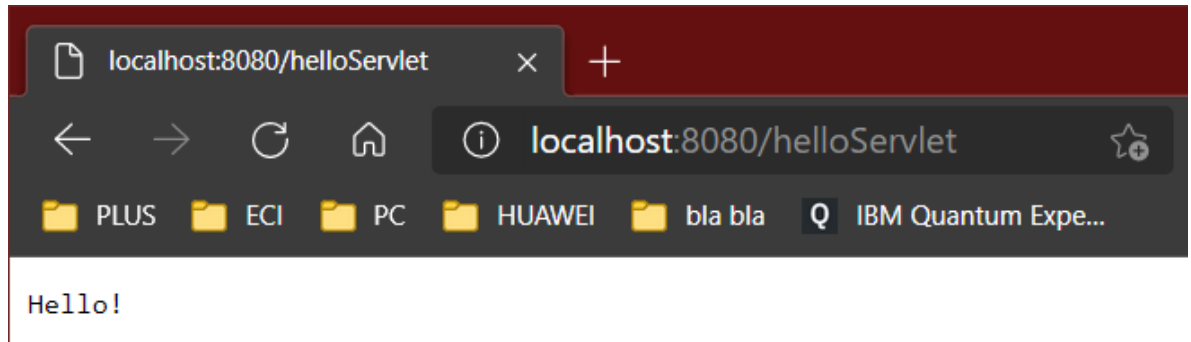 localhost:8080/helloServlet
localhost:8080/helloServlet
PLUS ECI PC HUAWEI bla bla Q IBM Quantum Expe...
Hello!